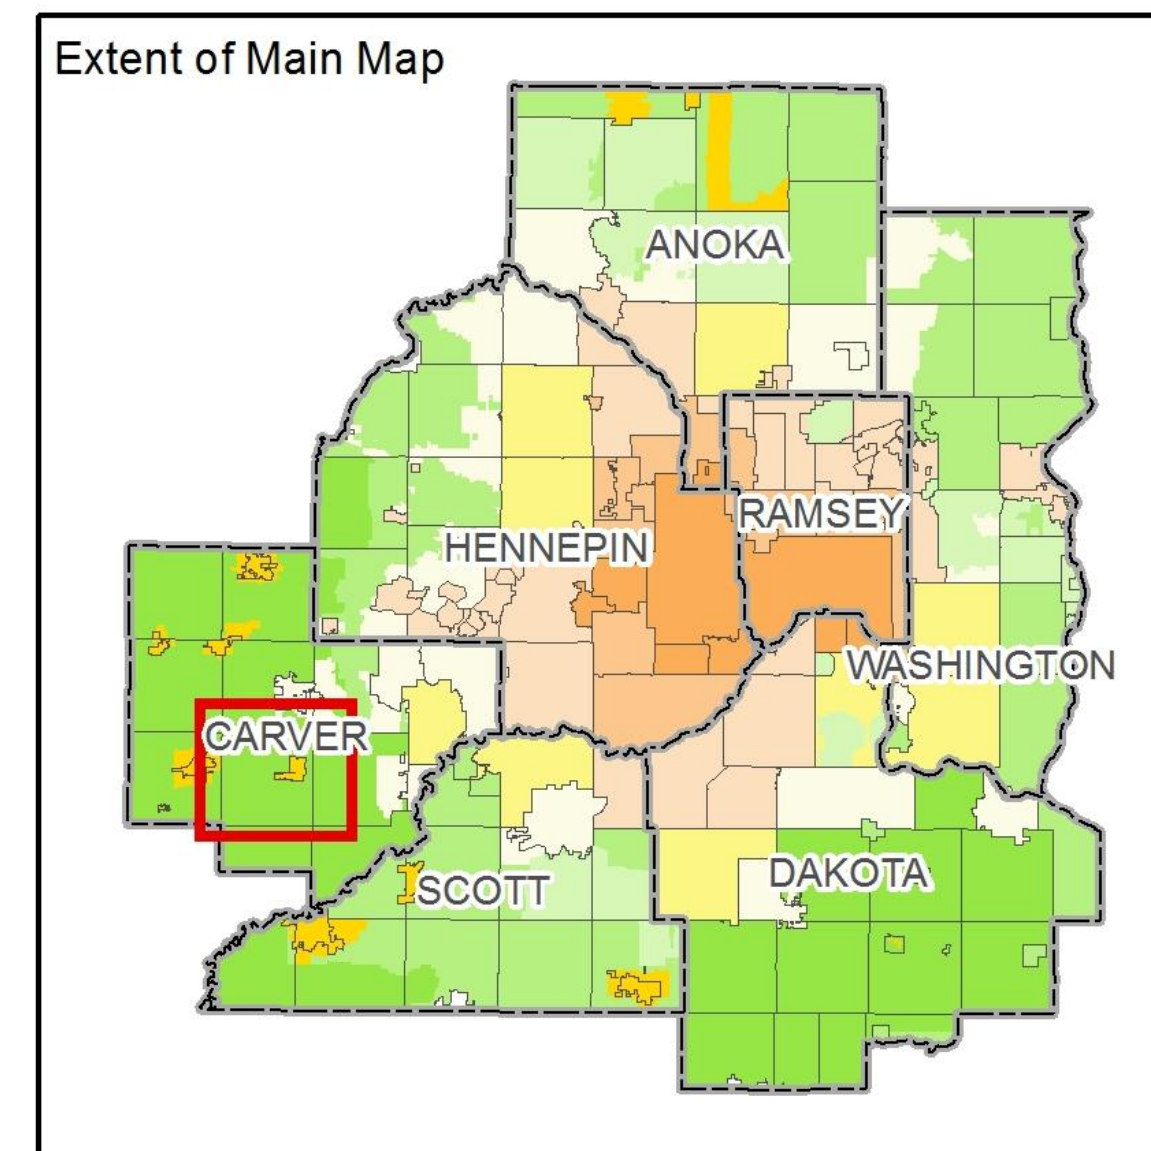 Extent of Main Map
ANOKA
RAMSEY
HENNEPIN
WASHINGTON
CARVER
DAKOTA
SCOTT